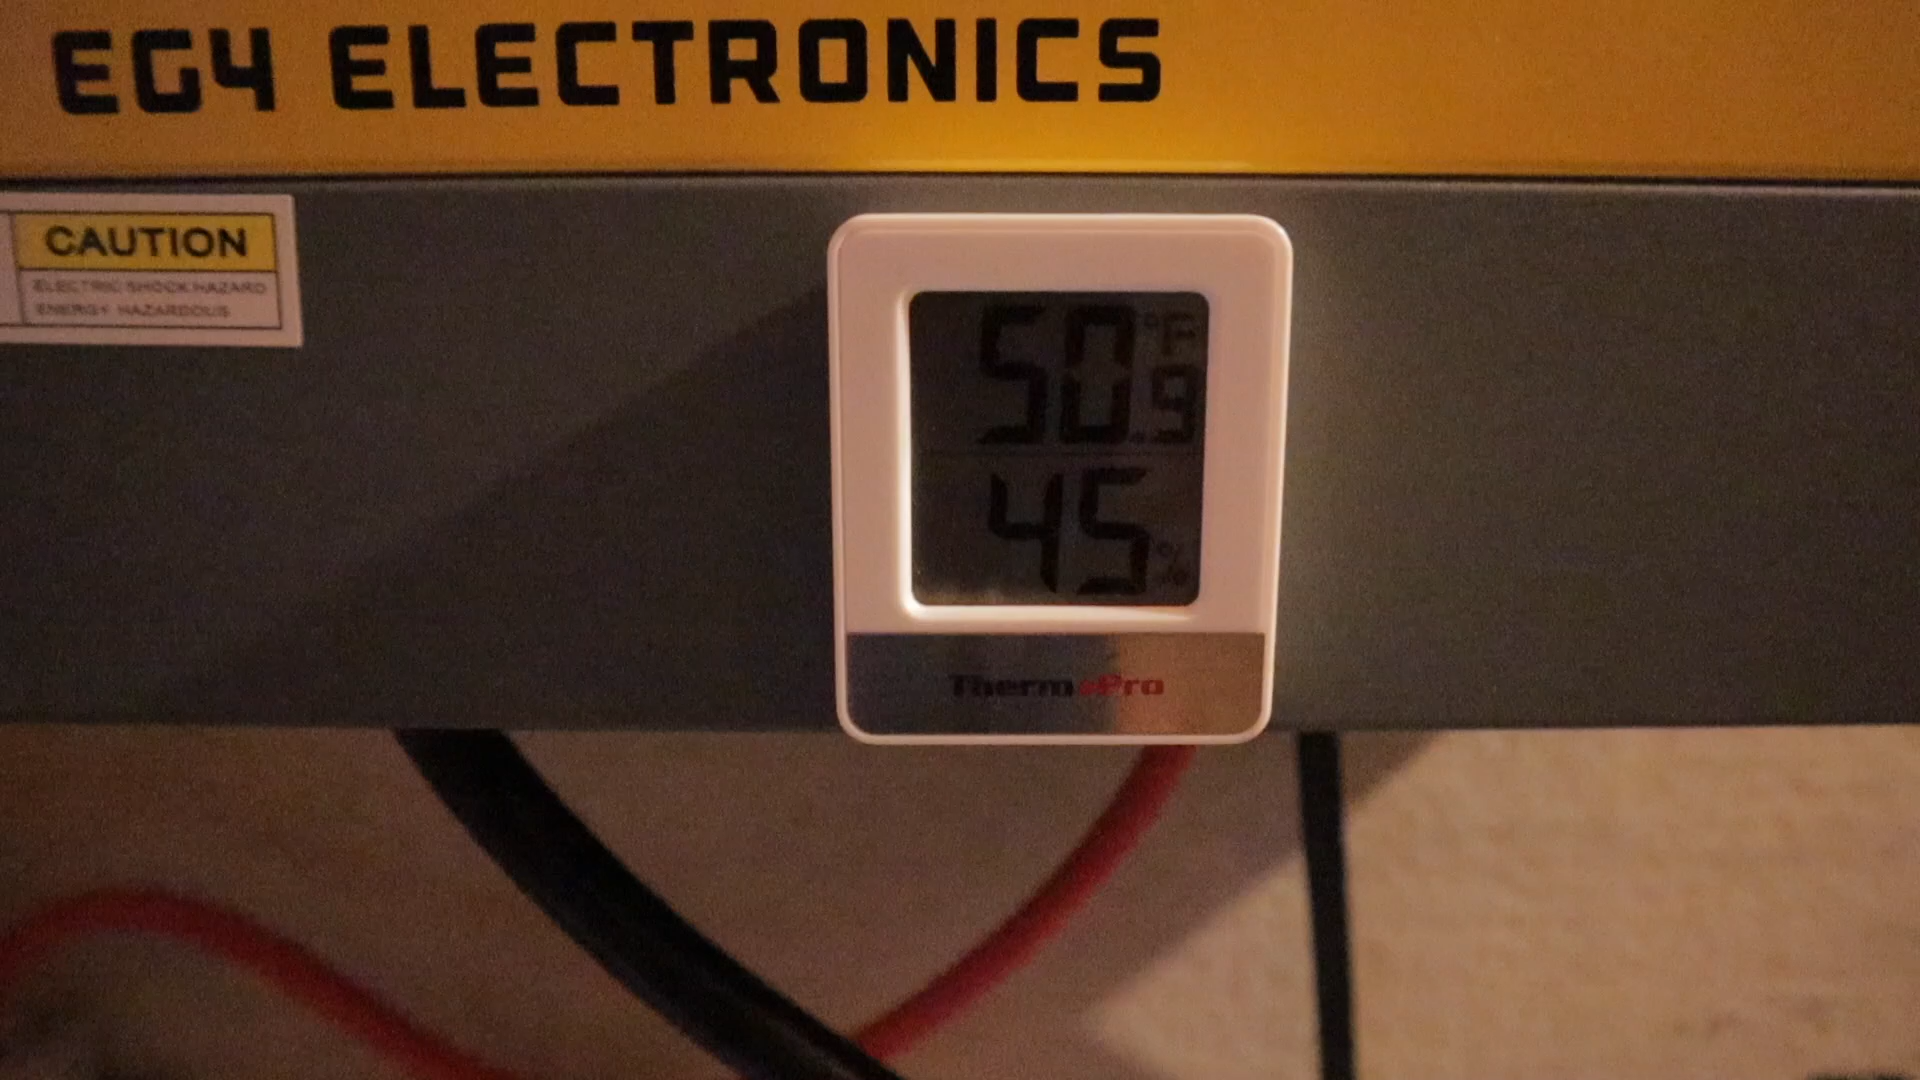 EG4 ELECTRONICS
CAUTION
ELECTRIC SHOCK HAZARD
ENERGY HAZARDOUS
50.9 °F
45 %
ThermoPro